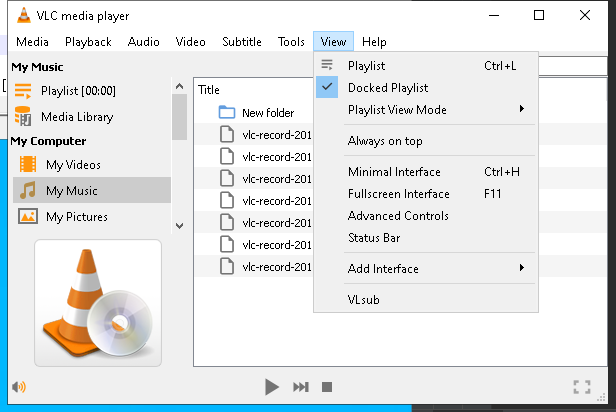 VLC media player
Media Playback Audio Video Subtitle Tools View Help
My Music
Playlist [00:00]
Media Library
My Computer
My Videos
My Music
My Pictures
Title
New folder
vlc-record-201
vlc-record-201
vlc-record-201
vlc-record-201
vlc-record-201
vlc-record-201
vlc-record-201
Playlist Ctrl+L
Docked Playlist
Playlist View Mode
Always on top
Minimal Interface Ctrl+H
Fullscreen Interface F11
Advanced Controls
Status Bar
Add Interface
VLsub